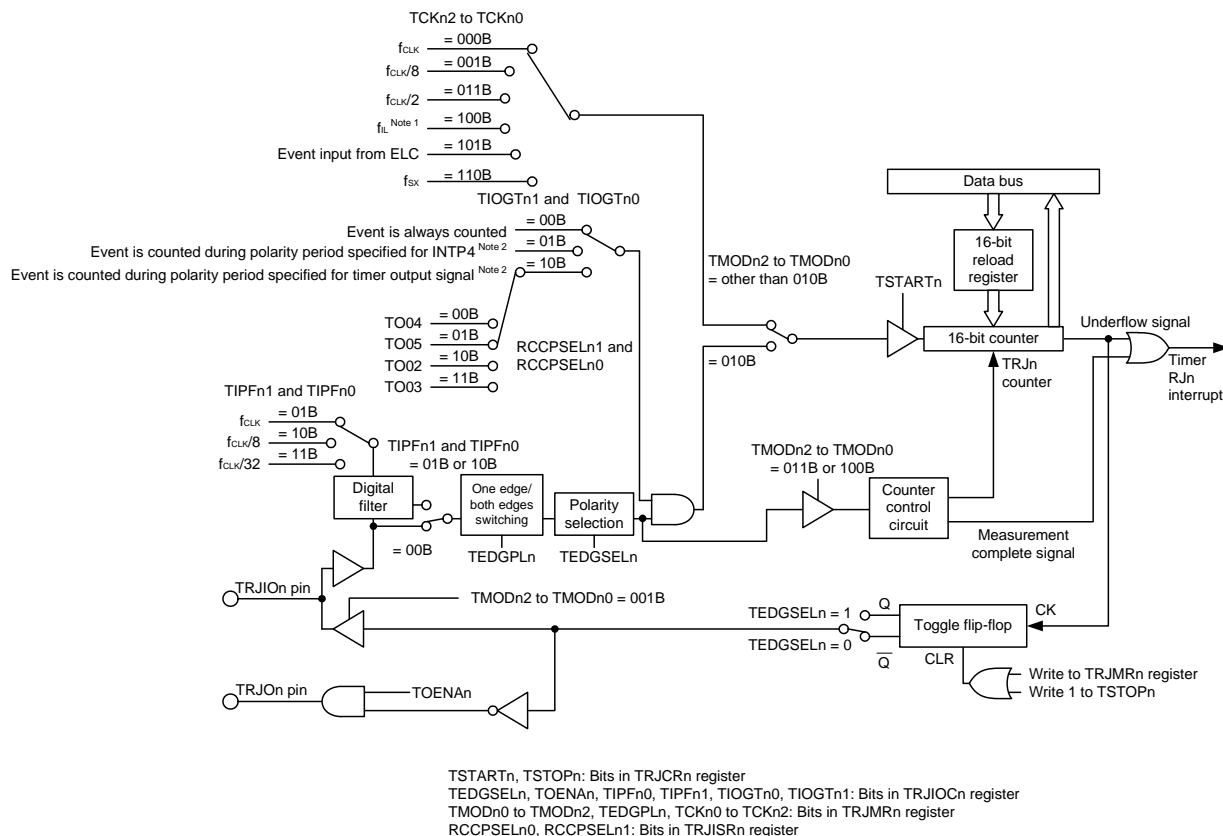 TCKn2 to TCKn0
fCLK
= 000B
fCLK/8
= 001B
fCLK/2
= 011B
fIL Note 1
= 100B
Event input from ELC
= 101B
fSX
= 110B
TIOGTn1 and TIOGTn0
Event is always counted
= 00B
Event is counted during polarity period specified for INTP4 Note 2
= 01B
Event is counted during polarity period specified for timer output signal Note 2
= 10B
TO04
= 00B
TO05
= 01B
TO02
= 10B
TO03
= 11B
RCCPSELn1 and
RCCPSELn0
TMODn2 to TMODn0
= other than 010B
= 010B
TSTARTn
Data bus
16-bit
reload
register
16-bit counter
TRJn
counter
Underflow signal
Timer
RJn
interrupt
TIPFn1 and TIPFn0
fCLK
= 01B
fCLK/8
= 10B
fCLK/32
= 11B
Digital
filter
TIPFn1 and TIPFn0
= 01B or 10B
= 00B
One edge/
both edges
switching
TEDGPLn
Polarity
selection
TEDGSELn
TMODn2 to TMODn0
= 011B or 100B
Counter
control
circuit
Measurement
complete signal
TRJIOn pin
TMODn2 to TMODn0 = 001B
TEDGSELn = 1
TEDGSELn = 0
Q
Q
Toggle flip-flop
CK
CLR
Write to TRJMRn register
Write 1 to TSTOPn
TRJOn pin
TOENAn
TSTARTn, TSTOPn: Bits in TRJCRn register
TEDGSELn, TOENAn, TIPFn0, TIPFn1, TIOGTn0, TIOGTn1: Bits in TRJIOCn register
TMODn0 to TMODn2, TEDGPLn, TCKn0 to TCKn2: Bits in TRJMRn register
RCCPSELn0, RCCPSELn1: Bits in TRJISRn register